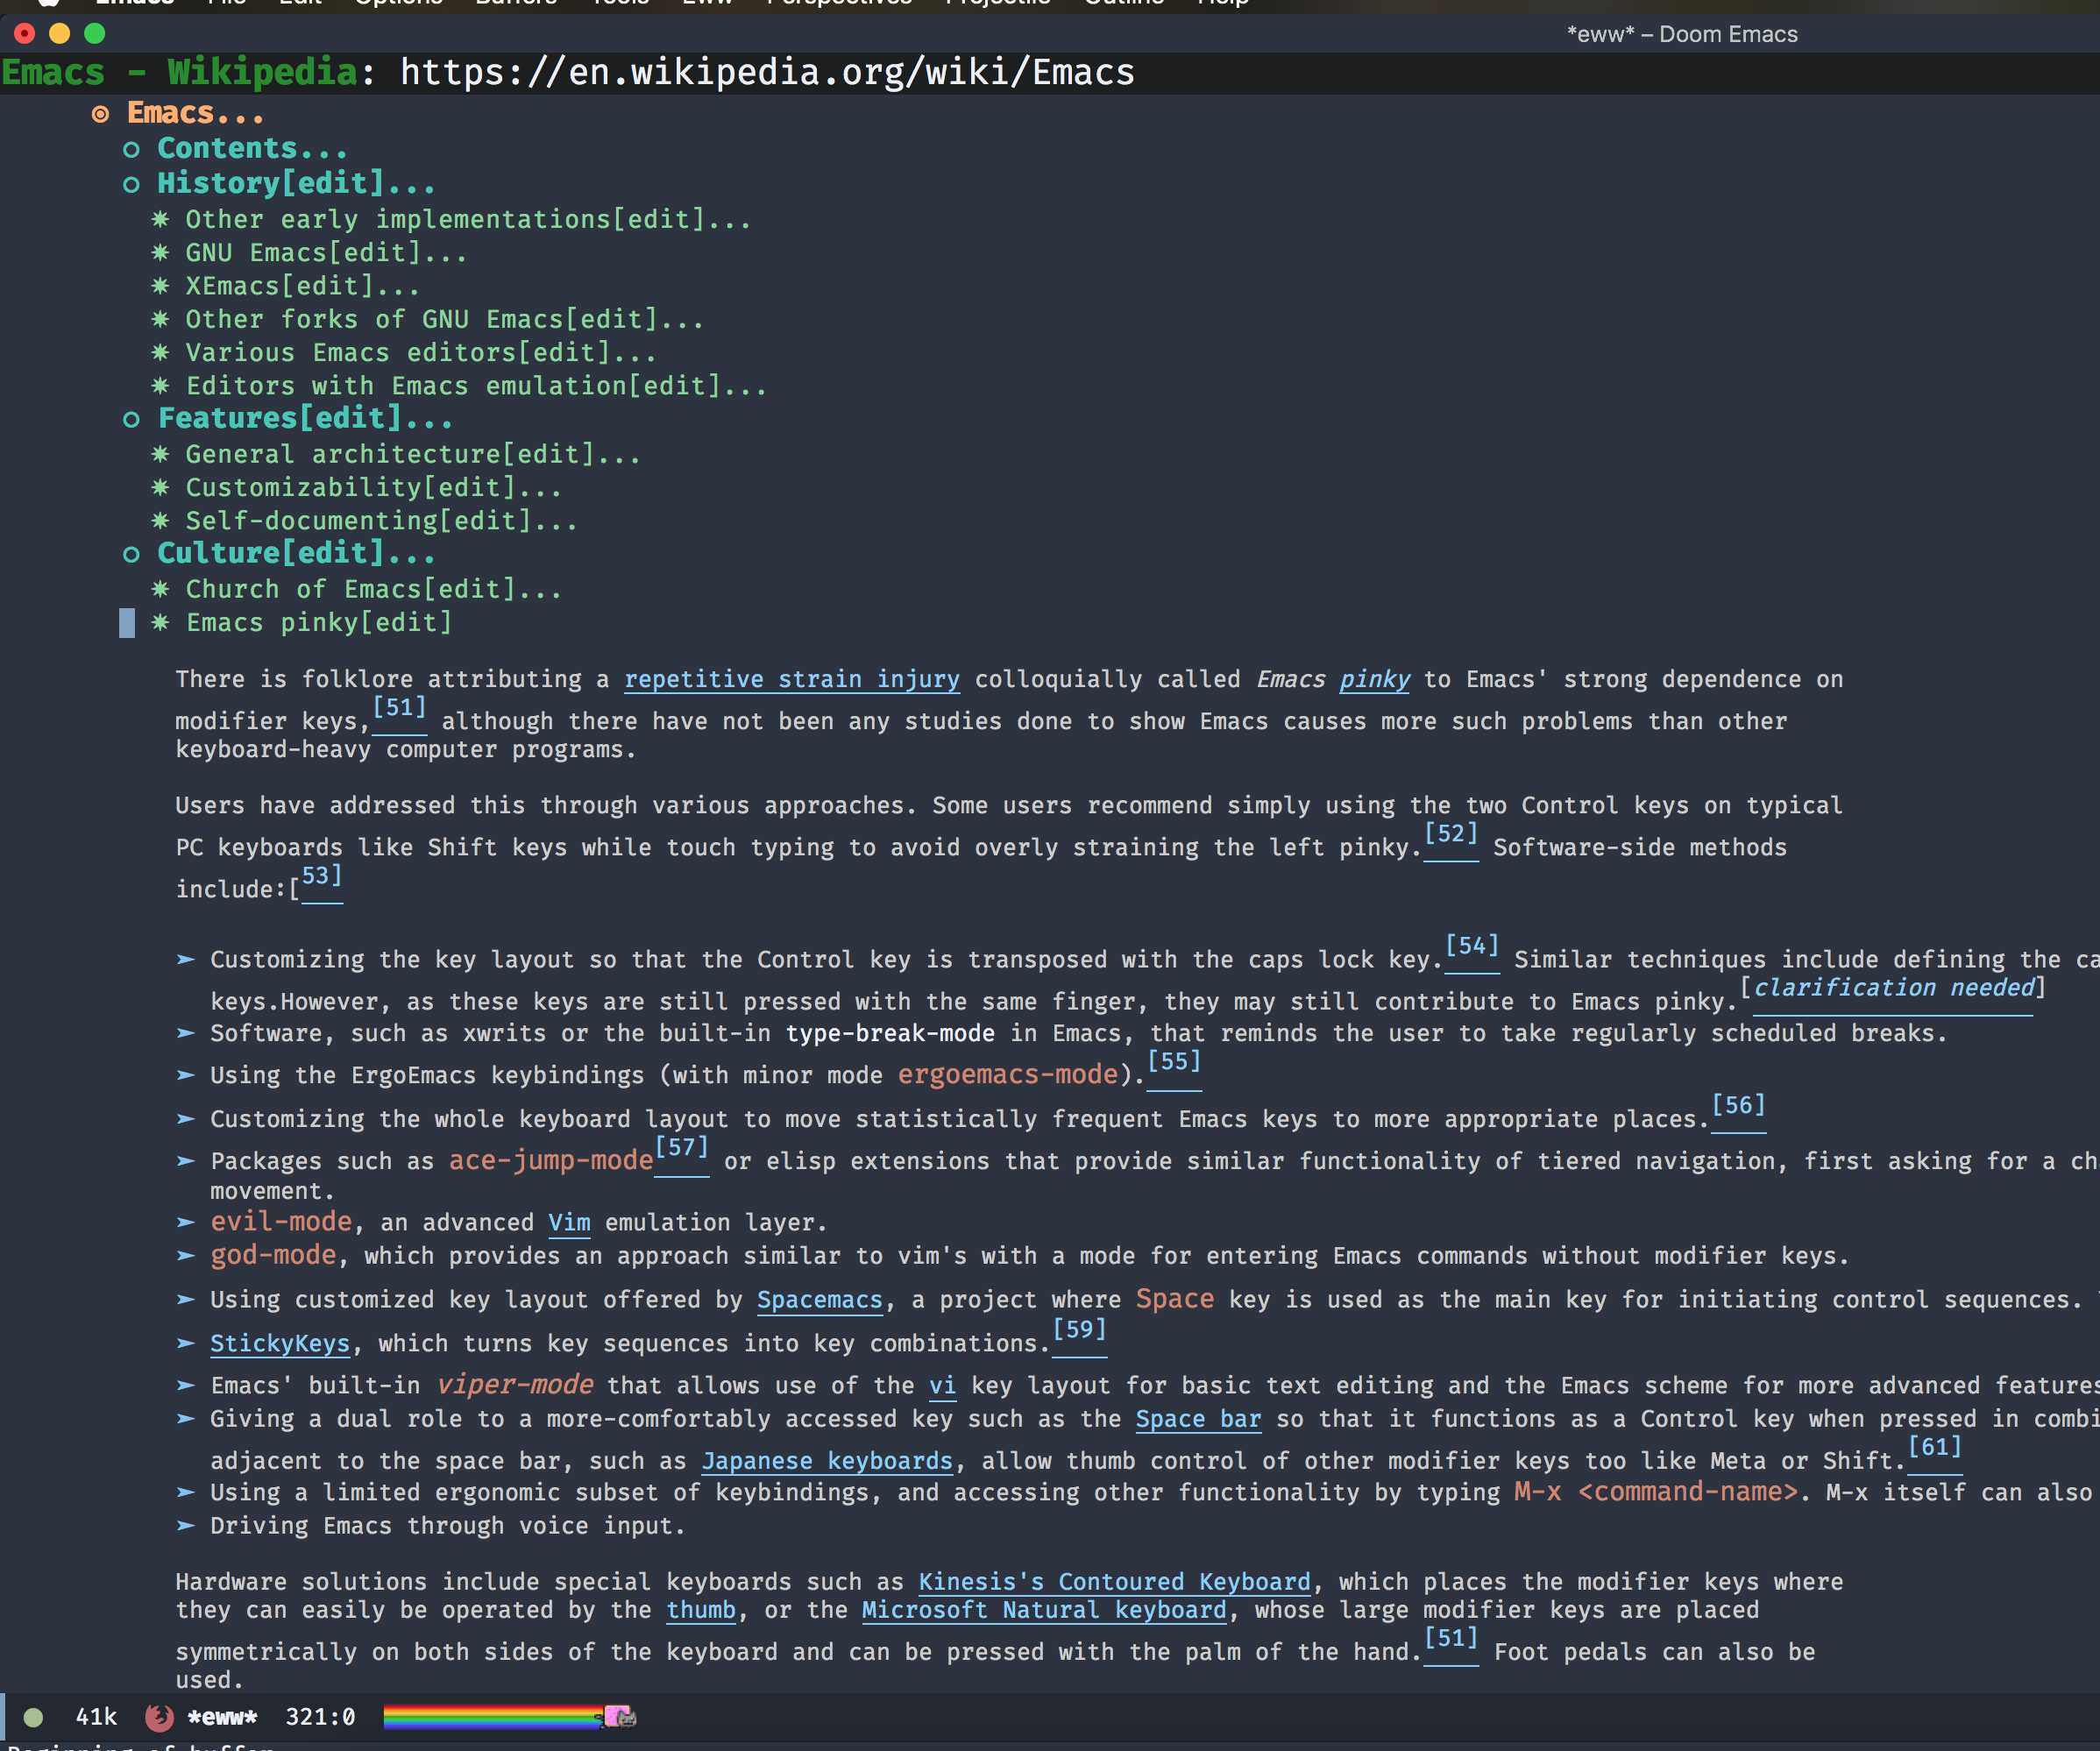 Emacs File Edit Options Buffers Tools Eww Perspectives Projectile Outline Help
*eww* – Doom Emacs
Emacs - Wikipedia: https://en.wikipedia.org/wiki/Emacs
Emacs...
Contents...
History[edit]...
Other early implementations[edit]...
GNU Emacs[edit]...
XEmacs[edit]...
Other forks of GNU Emacs[edit]...
Various Emacs editors[edit]...
Editors with Emacs emulation[edit]...
Features[edit]...
General architecture[edit]...
Customizability[edit]...
Self-documenting[edit]...
Culture[edit]...
Church of Emacs[edit]...
Emacs pinky[edit]
There is folklore attributing a repetitive strain injury colloquially called Emacs pinky to Emacs' strong dependence on
modifier keys,[51] although there have not been any studies done to show Emacs causes more such problems than other
keyboard-heavy computer programs.
Users have addressed this through various approaches. Some users recommend simply using the two Control keys on typical
PC keyboards like Shift keys while touch typing to avoid overly straining the left pinky.[52] Software-side methods
include:[53]
➤ Customizing the key layout so that the Control key is transposed with the caps lock key.[54] Similar techniques include defining the ca
keys.However, as these keys are still pressed with the same finger, they may still contribute to Emacs pinky.[clarification needed]
➤ Software, such as xwrits or the built-in type-break-mode in Emacs, that reminds the user to take regularly scheduled breaks.
➤ Using the ErgoEmacs keybindings (with minor mode ergoemacs-mode).[55]
➤ Customizing the whole keyboard layout to move statistically frequent Emacs keys to more appropriate places.[56]
➤ Packages such as ace-jump-mode[57] or elisp extensions that provide similar functionality of tiered navigation, first asking for a ch
movement.
➤ evil-mode, an advanced Vim emulation layer.
➤ god-mode, which provides an approach similar to vim's with a mode for entering Emacs commands without modifier keys.
➤ Using customized key layout offered by Spacemacs, a project where Space key is used as the main key for initiating control sequences.
➤ StickyKeys, which turns key sequences into key combinations.[59]
➤ Emacs' built-in viper-mode that allows use of the vi key layout for basic text editing and the Emacs scheme for more advanced features
➤ Giving a dual role to a more-comfortably accessed key such as the Space bar so that it functions as a Control key when pressed in combi
adjacent to the space bar, such as Japanese keyboards, allow thumb control of other modifier keys too like Meta or Shift.[61]
➤ Using a limited ergonomic subset of keybindings, and accessing other functionality by typing M-x <command-name>. M-x itself can also
➤ Driving Emacs through voice input.
Hardware solutions include special keyboards such as Kinesis's Contoured Keyboard, which places the modifier keys where
they can easily be operated by the thumb, or the Microsoft Natural keyboard, whose large modifier keys are placed
symmetrically on both sides of the keyboard and can be pressed with the palm of the hand.[51] Foot pedals can also be
used.
41k *eww* 321:0
Beginning of buffer